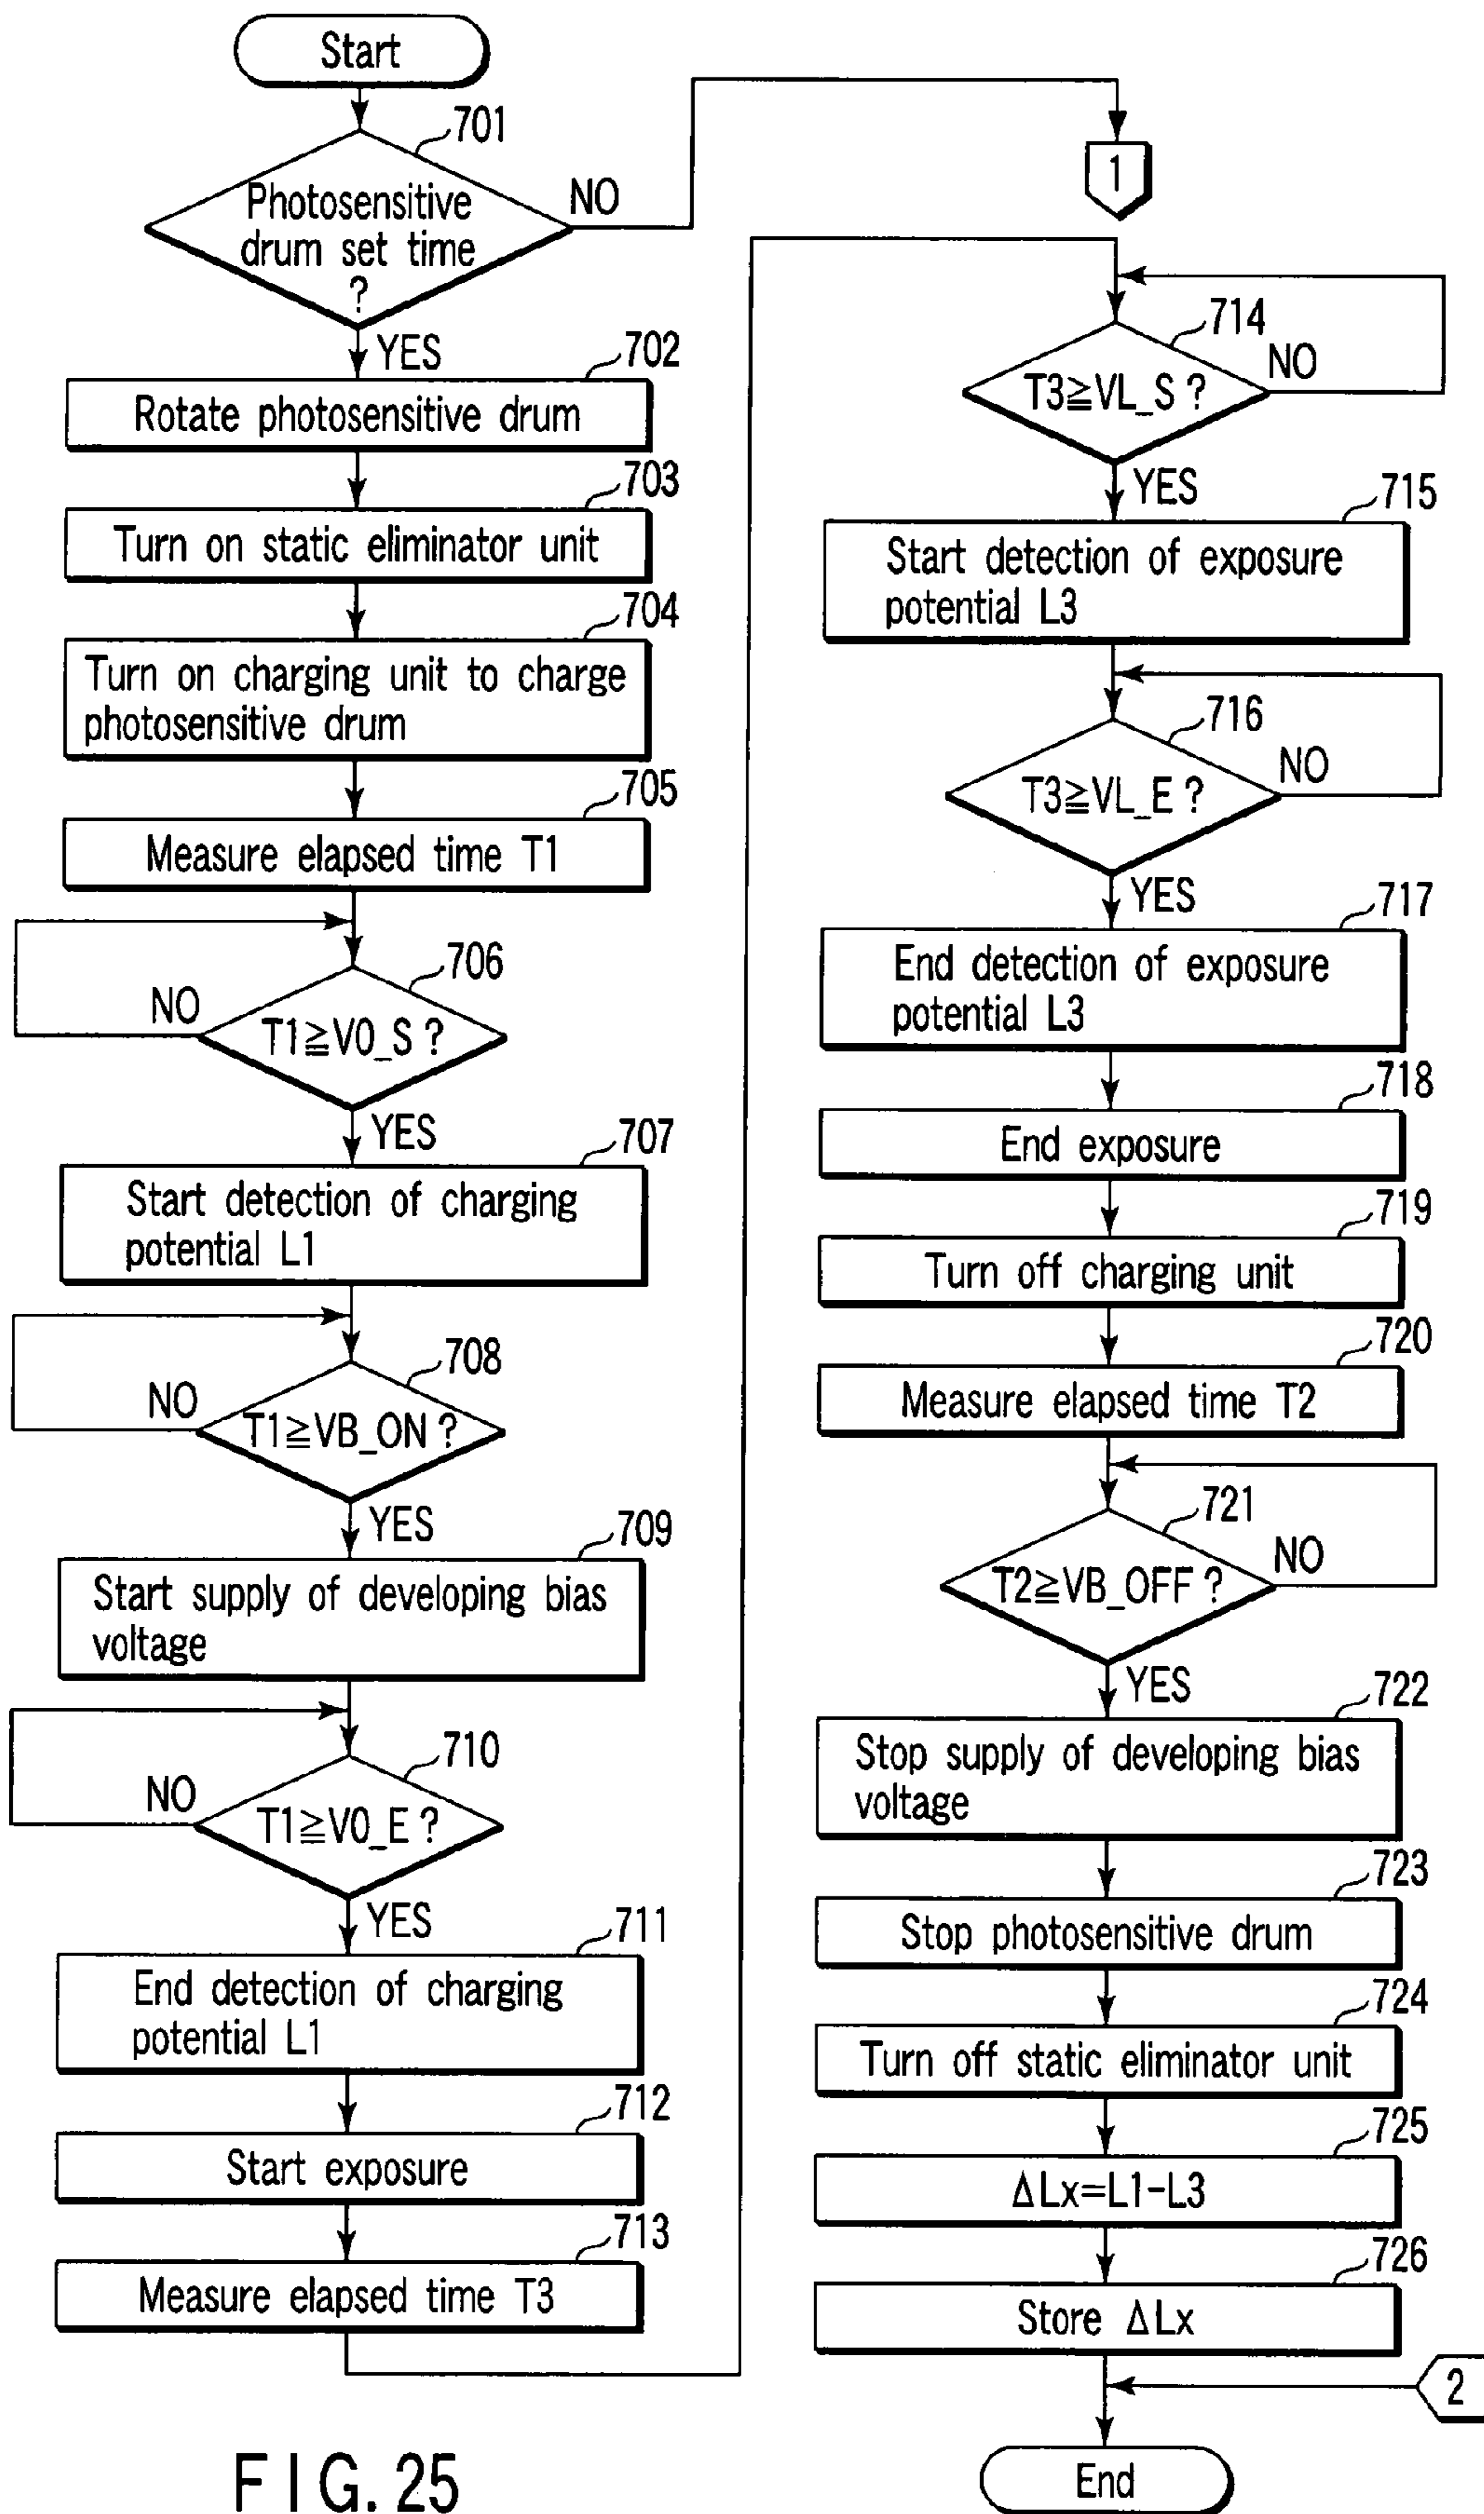 Start
701
Photosensitive
drum set time
?
NO
YES
702
Rotate photosensitive drum
703
Turn on static eliminator unit
704
Turn on charging unit to charge
photosensitive drum
705
Measure elapsed time T1
706
T1≧V0_S ?
NO
YES
707
Start detection of charging
potential L1
708
T1≧VB_ON ?
NO
YES
709
Start supply of developing bias
voltage
710
T1≧V0_E ?
NO
YES
711
End detection of charging
potential L1
712
Start exposure
713
Measure elapsed time T3
1
714
T3≧VL_S ?
NO
YES
715
Start detection of exposure
potential L3
716
T3≧VL_E ?
NO
YES
717
End detection of exposure
potential L3
718
End exposure
719
Turn off charging unit
720
Measure elapsed time T2
721
T2≧VB_OFF ?
NO
YES
722
Stop supply of developing bias
voltage
723
Stop photosensitive drum
724
Turn off static eliminator unit
725
ΔLx=L1-L3
726
Store ΔLx
2
End
FIG. 25